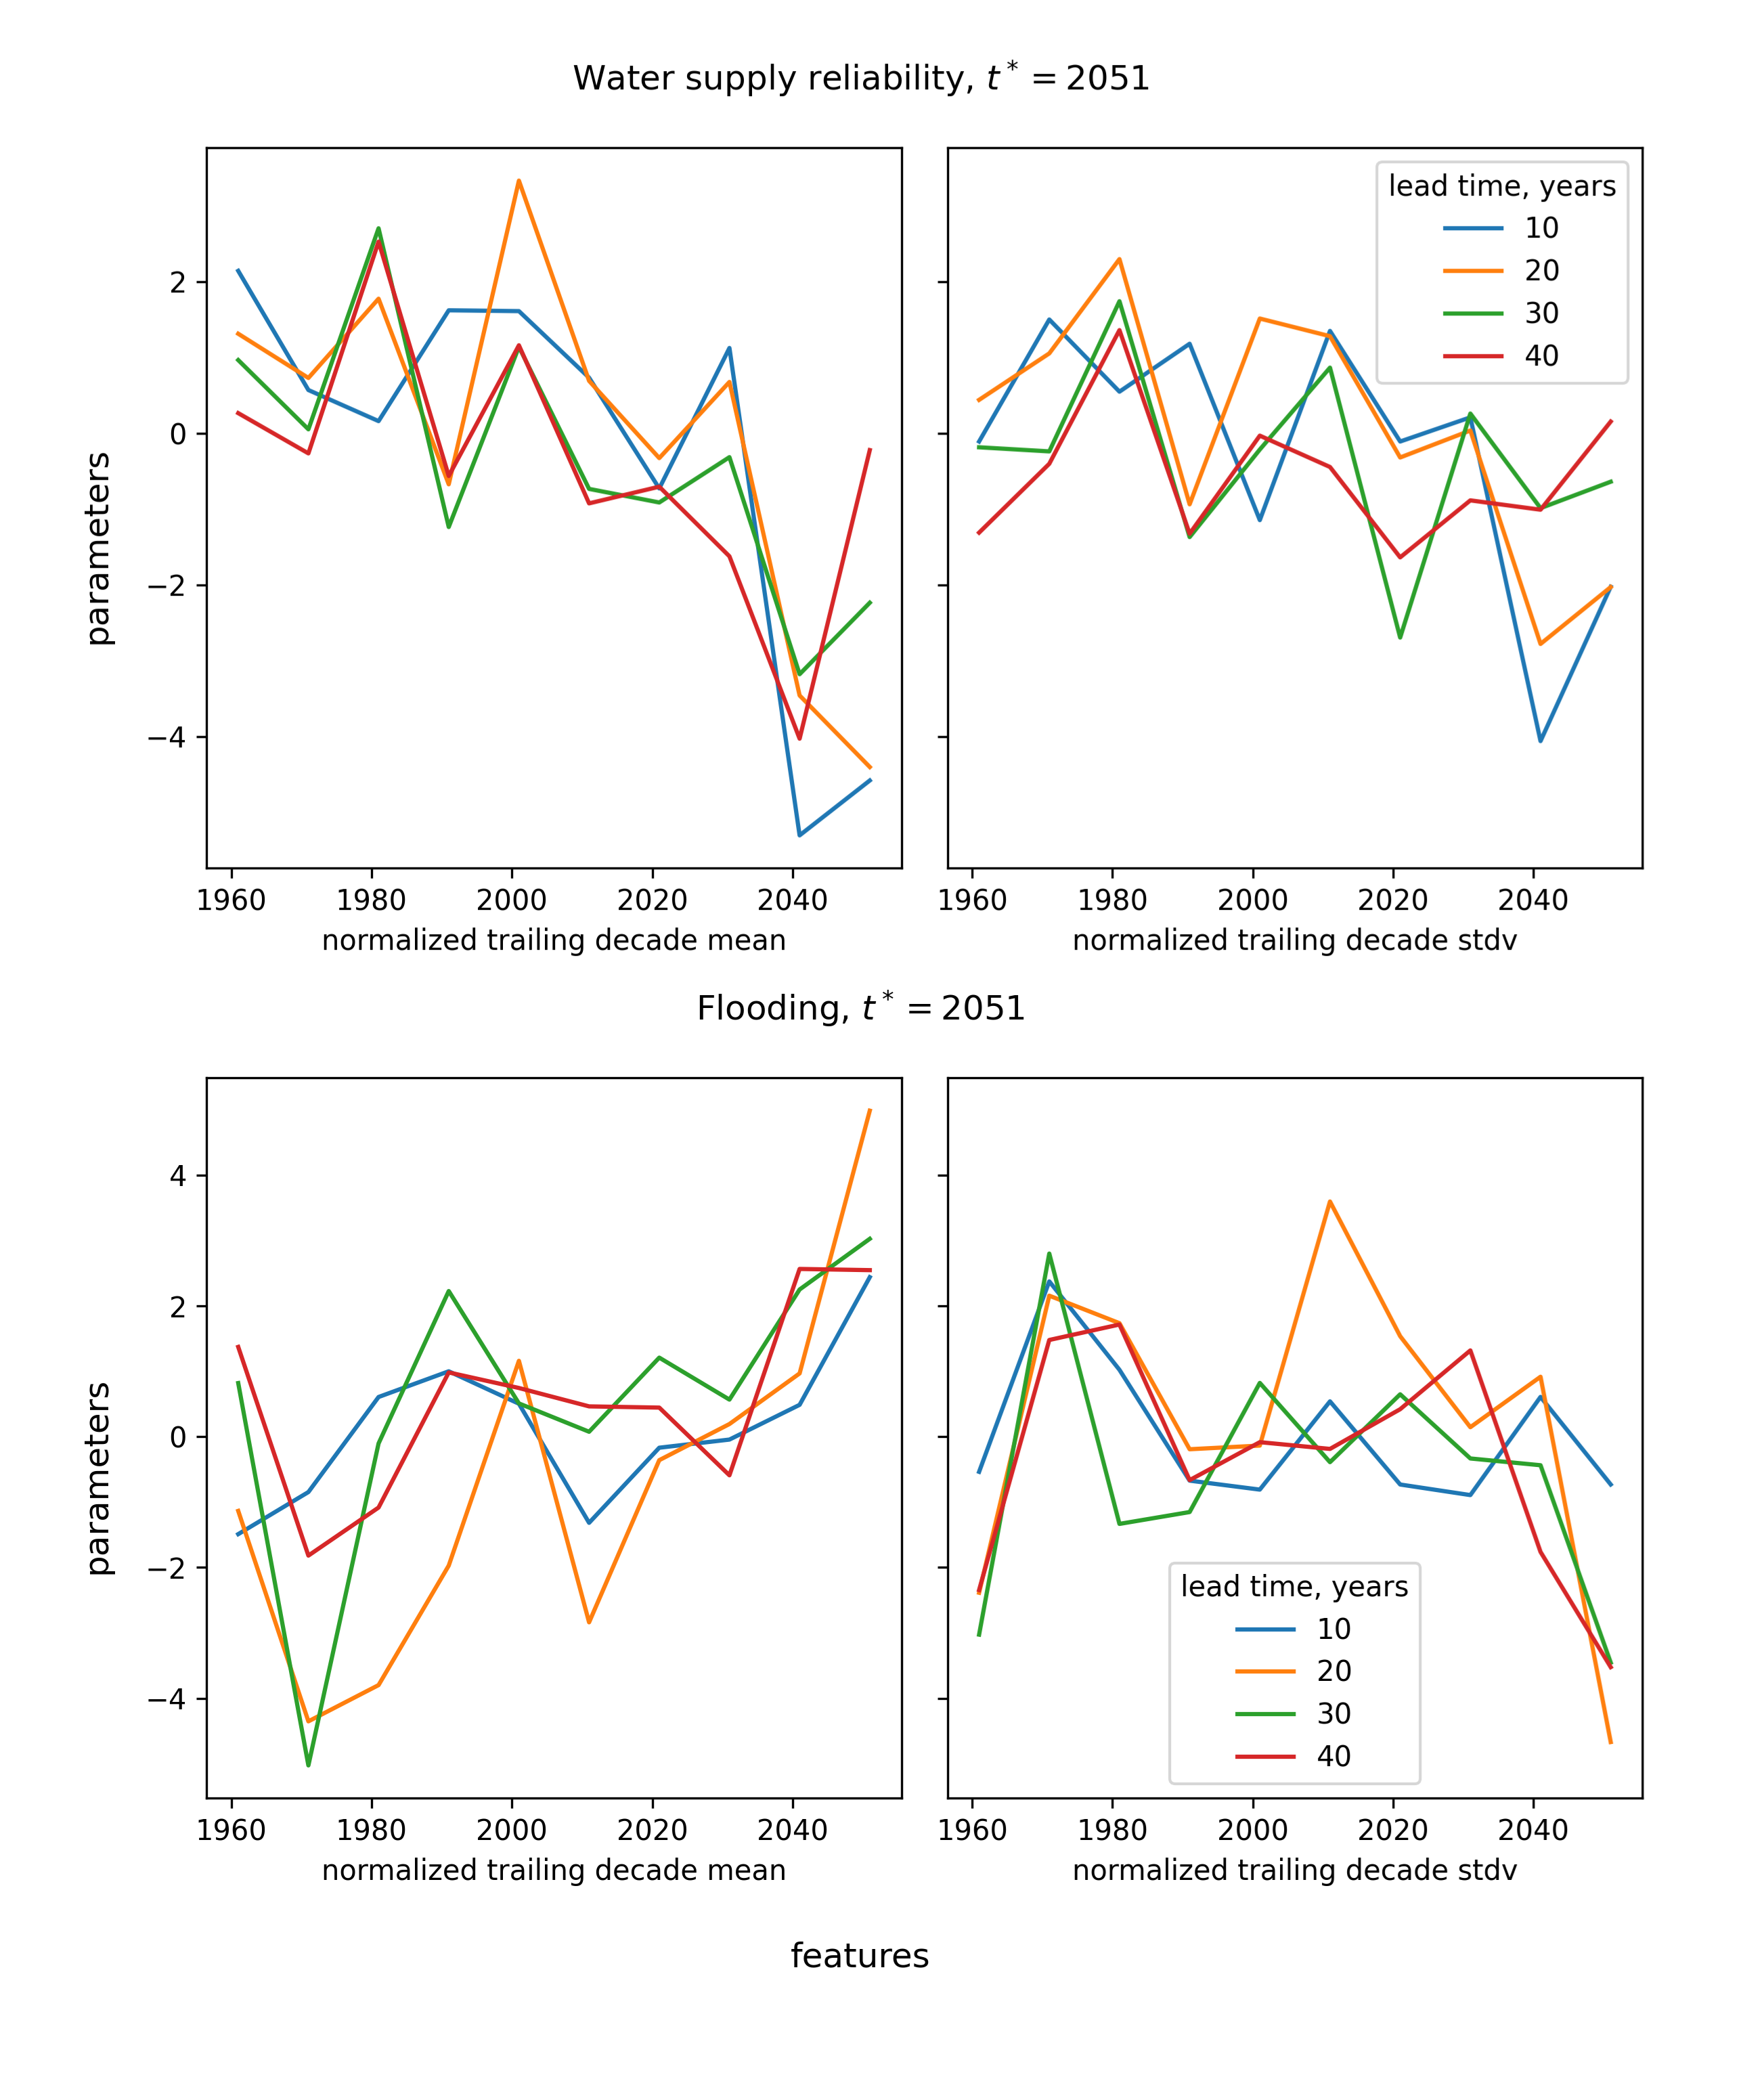 Water supply reliability, t* = 2051
parameters
2
0
−2
−4
1960 1980 2000 2020 2040
normalized trailing decade mean
lead time, years
10
20
30
40
1960 1980 2000 2020 2040
normalized trailing decade stdv
Flooding, t* = 2051
parameters
4
2
0
−2
−4
1960 1980 2000 2020 2040
normalized trailing decade mean
lead time, years
10
20
30
40
1960 1980 2000 2020 2040
normalized trailing decade stdv
features